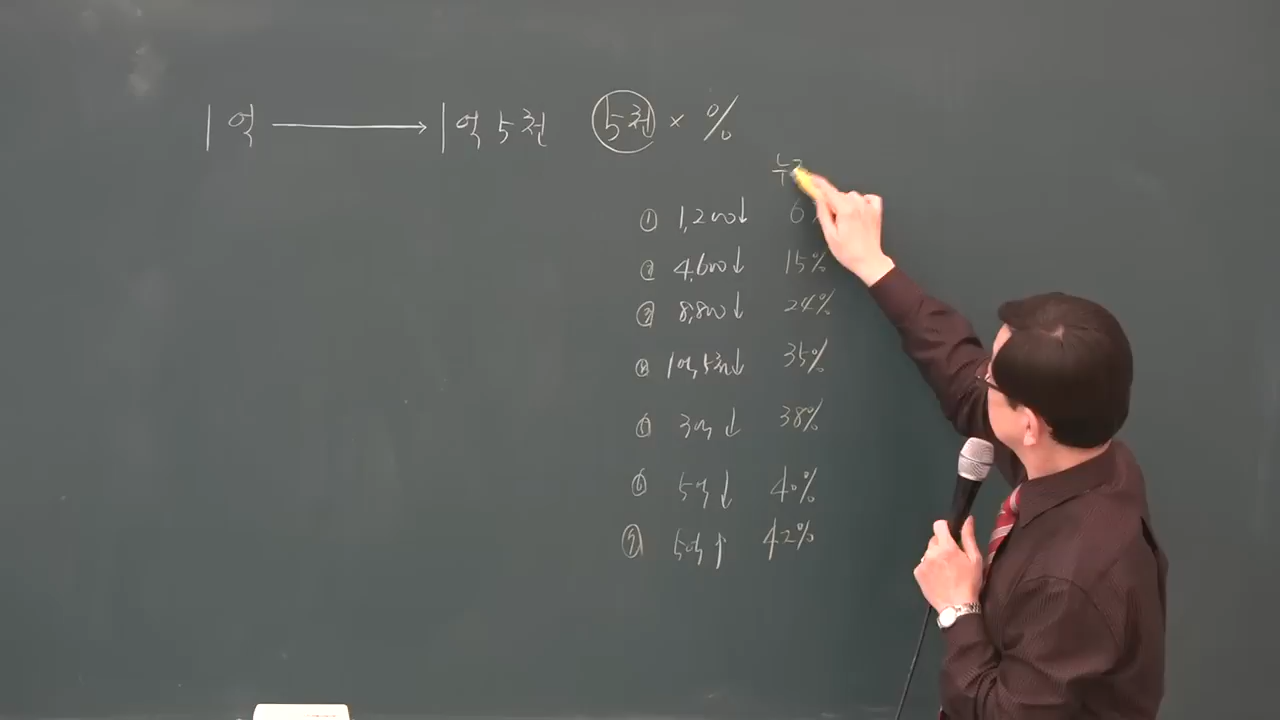 1억 → 1억 5천 5천 × %
① 1,200↓ 6%
② 4,600↓ 15%
③ 8,800↓ 24%
④ 1억,5천↓ 35%
⑤ 3억↓ 38%
⑥ 5억↓ 40%
⑦ 5억↑ 42%